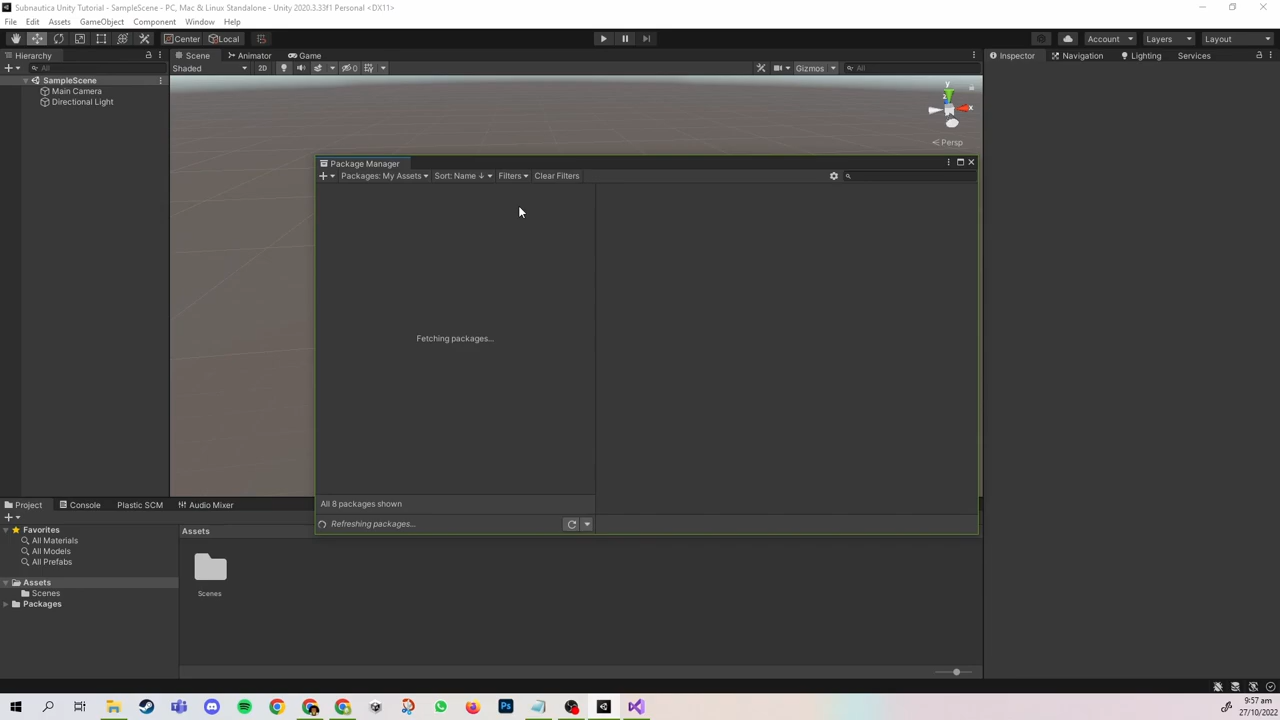 Subnautica Unity Tutorial - SampleScene - PC, Mac & Linux Standalone - Unity 2020.3.33f1 Personal <DX11>
File Edit Assets GameObject Component Window Help
Center Local Account Layers Layout
Hierarchy Scene Animator Game Inspector Navigation Lighting Services
All Shaded 2D 0 Gizmos All
SampleScene
Main Camera
Directional Light
y
x
Persp
Package Manager
Packages: My Assets Sort: Name ↓ Filters Clear Filters
Fetching packages...
All 8 packages shown
Refreshing packages...
Project Console Plastic SCM Audio Mixer
Favorites
All Materials
All Models
All Prefabs
Assets
Scenes
Packages
Assets
Scenes
9:57 am
27/10/2022